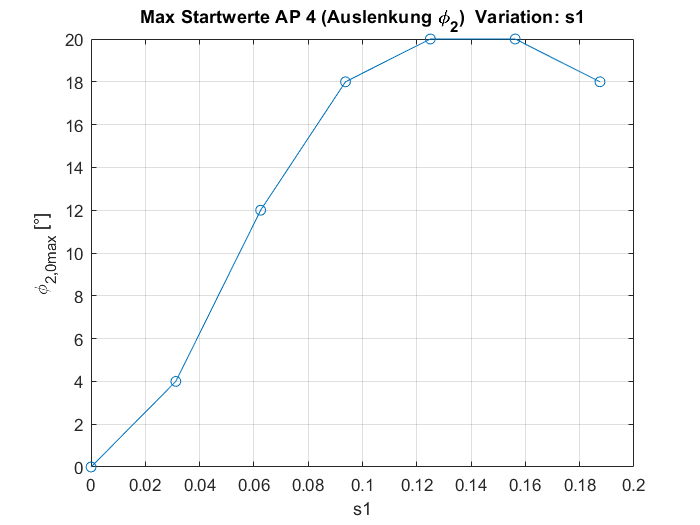 Max Startwerte AP 4 (Auslenkung ϕ₂)  Variation: s1
20
18
16
14
12
10
8
6
4
2
0
ϕ₂,₀ₘₐₓ [°]
0 0.02 0.04 0.06 0.08 0.1 0.12 0.14 0.16 0.18 0.2
s1